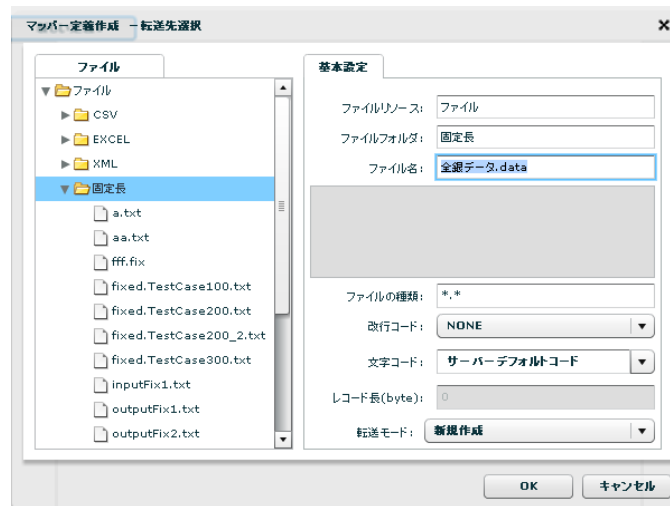 マッパー定義作成 －転送先選択
ファイル
ファイル
CSV
EXCEL
XML
固定長
a.txt
aa.txt
fff.fix
fixed.TestCase100.txt
fixed.TestCase200.txt
fixed.TestCase200_2.txt
fixed.TestCase300.txt
inputFix1.txt
outputFix1.txt
outputFix2.txt
基本設定
ファイルリソース: ファイル
ファイルフォルダ: 固定長
ファイル名: 全銀データ.data
ファイルの種類: *.*
改行コード: NONE
文字コード: サーバーデフォルトコード
レコード長(byte): 0
転送モード: 新規作成
OK キャンセル